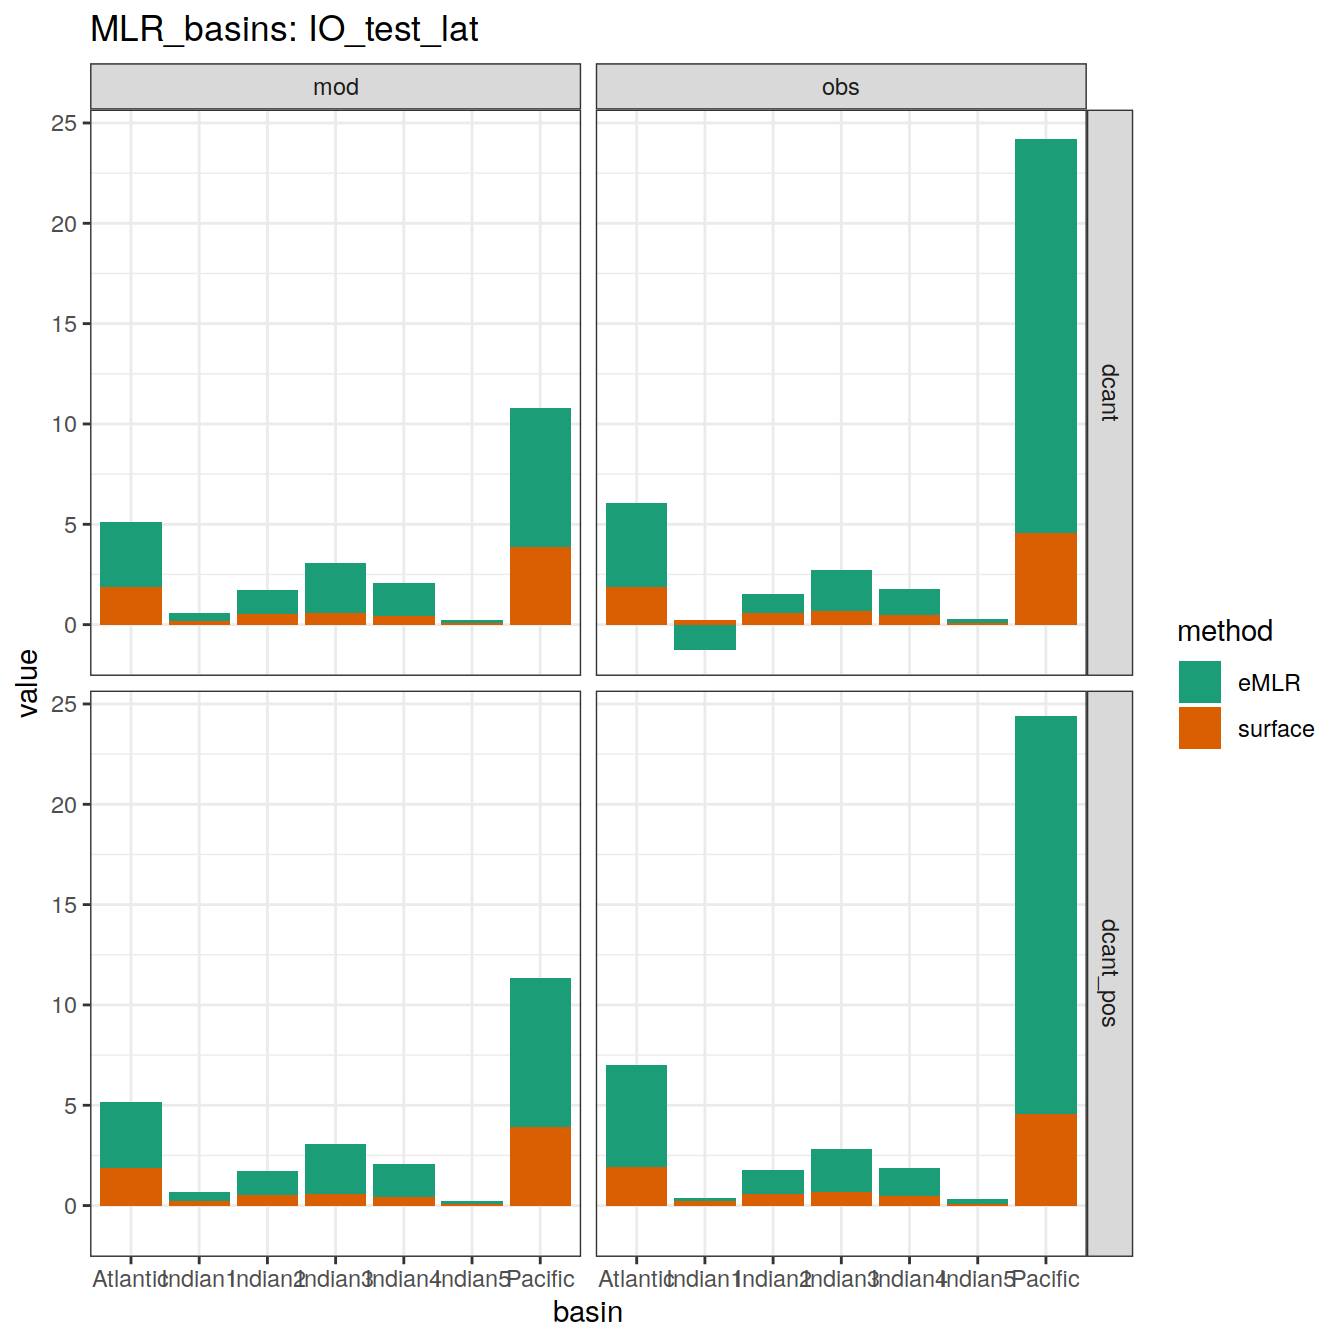 MLR_basins: IO_test_lat
mod
obs
25
20
15
10
5
0
dcant
25
20
15
10
5
0
dcant_pos
value
Atlantic Indian1 Indian2 Indian3 Indian4 Indian5 Pacific
Atlantic Indian1 Indian2 Indian3 Indian4 Indian5 Pacific
basin
method
eMLR
surface